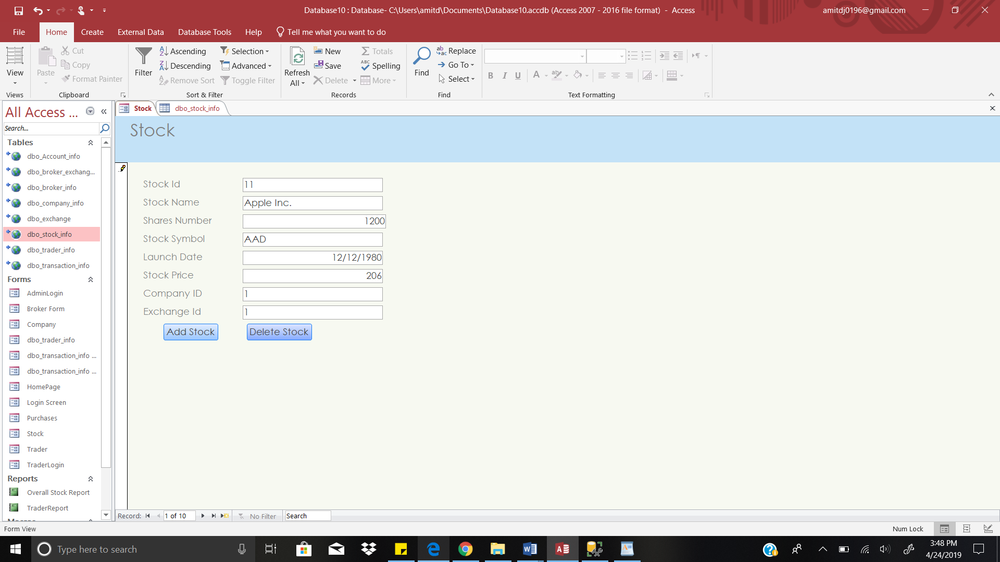 Database10 : Database- C:\Users\amitd\Documents\Database10.accdb (Access 2007 - 2016 file format) - Access
amitdj0196@gmail.com
File Home Create External Data Database Tools Help Tell me what you want to do
View
Views
Paste
Cut
Copy
Format Painter
Clipboard
Filter
Ascending
Descending
Remove Sort
Selection
Advanced
Toggle Filter
Sort & Filter
Refresh
All
New
Save
Delete
Totals
Spelling
More
Records
Find
Replace
Go To
Select
Find
B I U A
Text Formatting
All Access ...
Search...
Tables
dbo_Account_info
dbo_broker_exchang...
dbo_broker_info
dbo_company_info
dbo_exchange
dbo_stock_info
dbo_trader_info
dbo_transaction_info
Forms
AdminLogin
Broker Form
Company
dbo_trader_info
dbo_transaction_info ...
dbo_transaction_info ...
HomePage
Login Screen
Purchases
Stock
Trader
TraderLogin
Reports
Overall Stock Report
TraderReport
Stock dbo_stock_info
Stock
Stock Id 11
Stock Name Apple Inc.
Shares Number 1200
Stock Symbol AAD
Launch Date 12/12/1980
Stock Price 206
Company ID 1
Exchange Id 1
Add Stock Delete Stock
Record: 1 of 10 No Filter Search
Form View
Num Lock
Type here to search
3:48 PM
4/24/2019